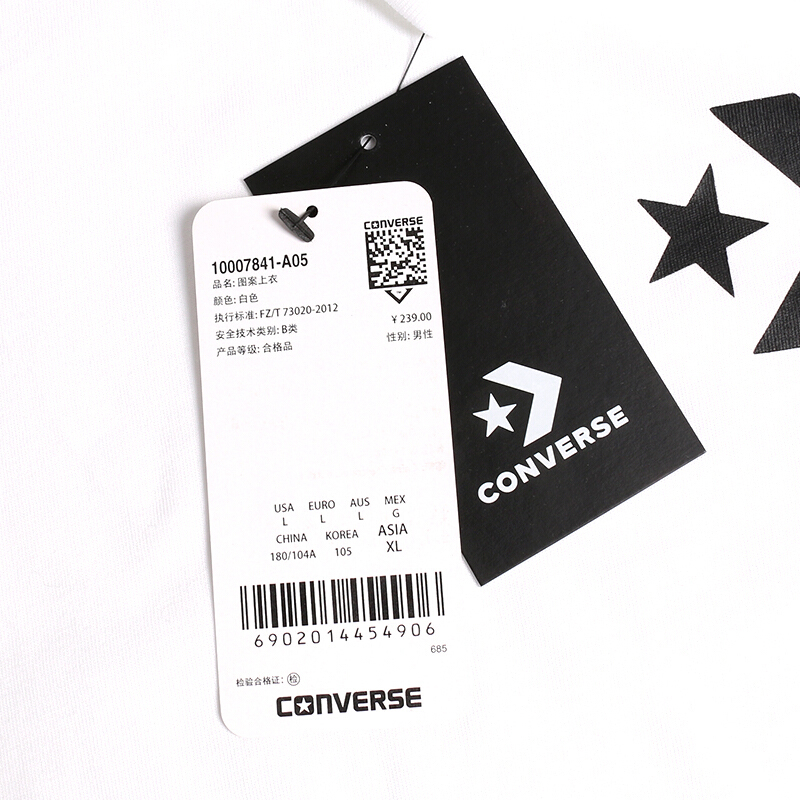 CONVERSE
10007841-A05
品名: 图案上衣
颜色: 白色
执行标准: FZ/T 73020-2012
¥ 239.00
安全技术类别: B类
性别: 男性
产品等级: 合格品
USA EURO AUS MEX
L L L G
CHINA KOREA ASIA
180/104A 105 XL
6902014454906
685
检验合格证: 检
CONVERSE
CONVERSE